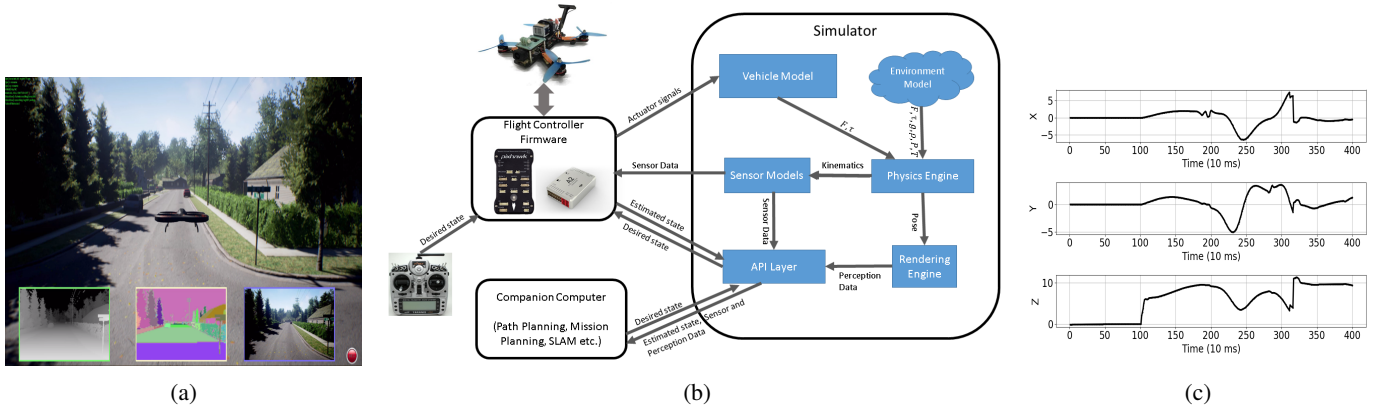 Simulator
Vehicle Model
Environment
Model
Actuator signals
F, τ
F, τ, g, ρ, P, T
Flight Controller
Firmware
pixhawk
Sensor Data
Sensor Models
Kinematics
Physics Engine
Desired state
Estimated state
Desired state
Sensor Data
Pose
API Layer
Perception
Data
Rendering
Engine
Companion Computer
(Path Planning, Mission
Planning, SLAM etc.)
Desired state
Estimated state, Sensor and
Perception Data
X
5
0
−5
0 50 100 150 200 250 300 350 400
Time (10 ms)
Y
0
−5
0 50 100 150 200 250 300 350 400
Time (10 ms)
Z
10
0
0 50 100 150 200 250 300 350 400
Time (10 ms)
(a)
(b)
(c)